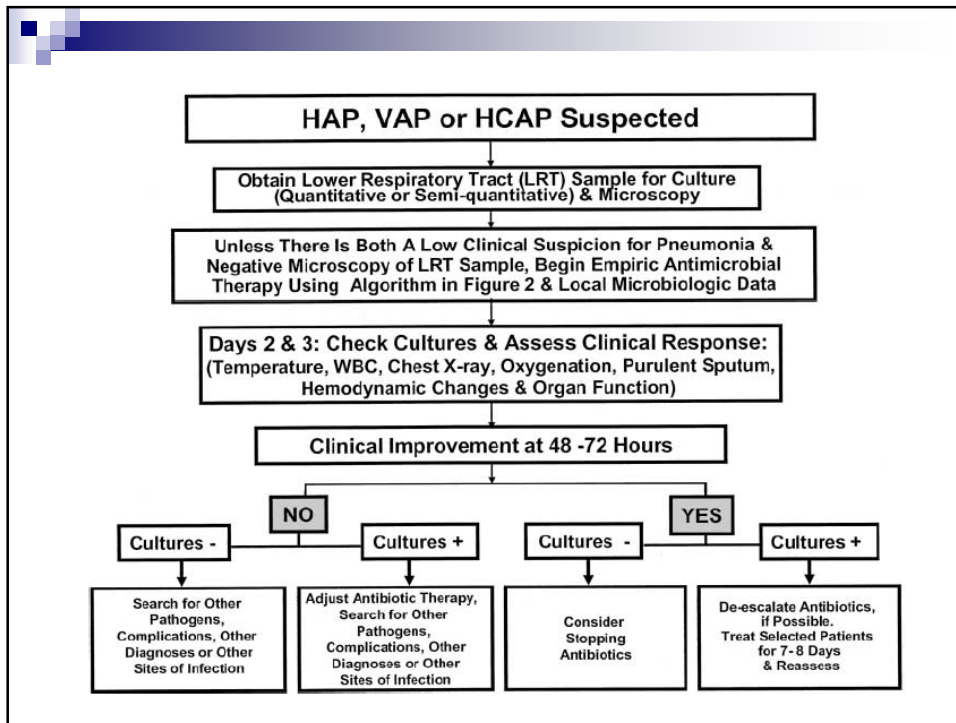 HAP, VAP or HCAP Suspected
Obtain Lower Respiratory Tract (LRT) Sample for Culture
(Quantitative or Semi-quantitative) & Microscopy
Unless There Is Both A Low Clinical Suspicion for Pneumonia &
Negative Microscopy of LRT Sample, Begin Empiric Antimicrobial
Therapy Using Algorithm in Figure 2 & Local Microbiologic Data
Days 2 & 3: Check Cultures & Assess Clinical Response:
(Temperature, WBC, Chest X-ray, Oxygenation, Purulent Sputum,
Hemodynamic Changes & Organ Function)
Clinical Improvement at 48 -72 Hours
NO
YES
Cultures -
Cultures +
Cultures -
Cultures +
Search for Other
Pathogens,
Complications, Other
Diagnoses or Other
Sites of Infection
Adjust Antibiotic Therapy,
Search for Other
Pathogens,
Complications, Other
Diagnoses or Other
Sites of Infection
Consider
Stopping
Antibiotics
De-escalate Antibiotics,
if Possible.
Treat Selected Patients
for 7- 8 Days
& Reassess